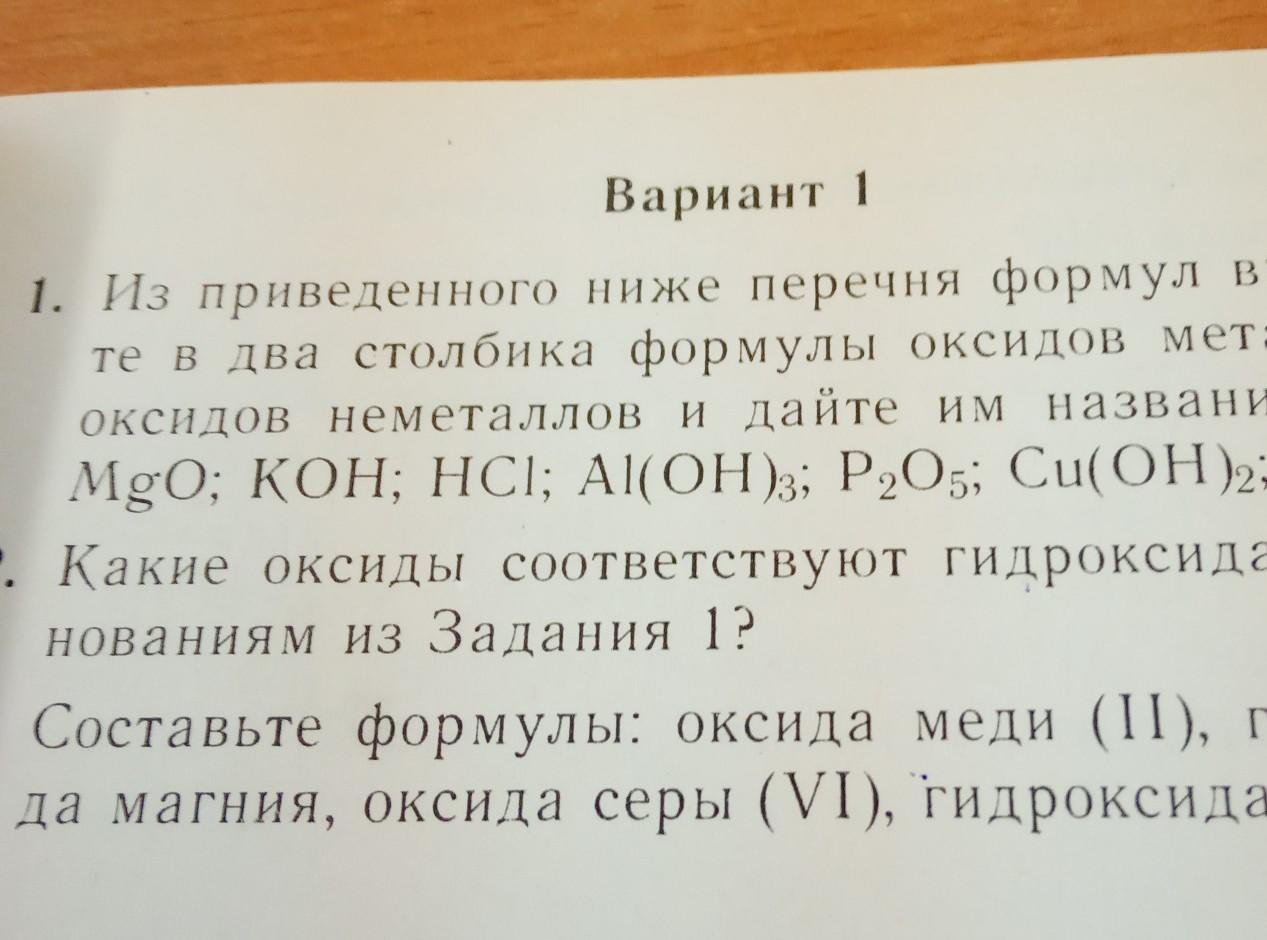 Вариант 1
1. Из приведенного ниже перечня формул в
те в два столбика формулы оксидов мета
оксидов неметаллов и дайте им названи
MgO; KOH; HCl; Al(OH)₃; P₂O₅; Cu(OH)₂;
. Какие оксиды соответствуют гидроксида
нованиям из Задания 1?
Составьте формулы: оксида меди (II), г
да магния, оксида серы (VI), гидроксида